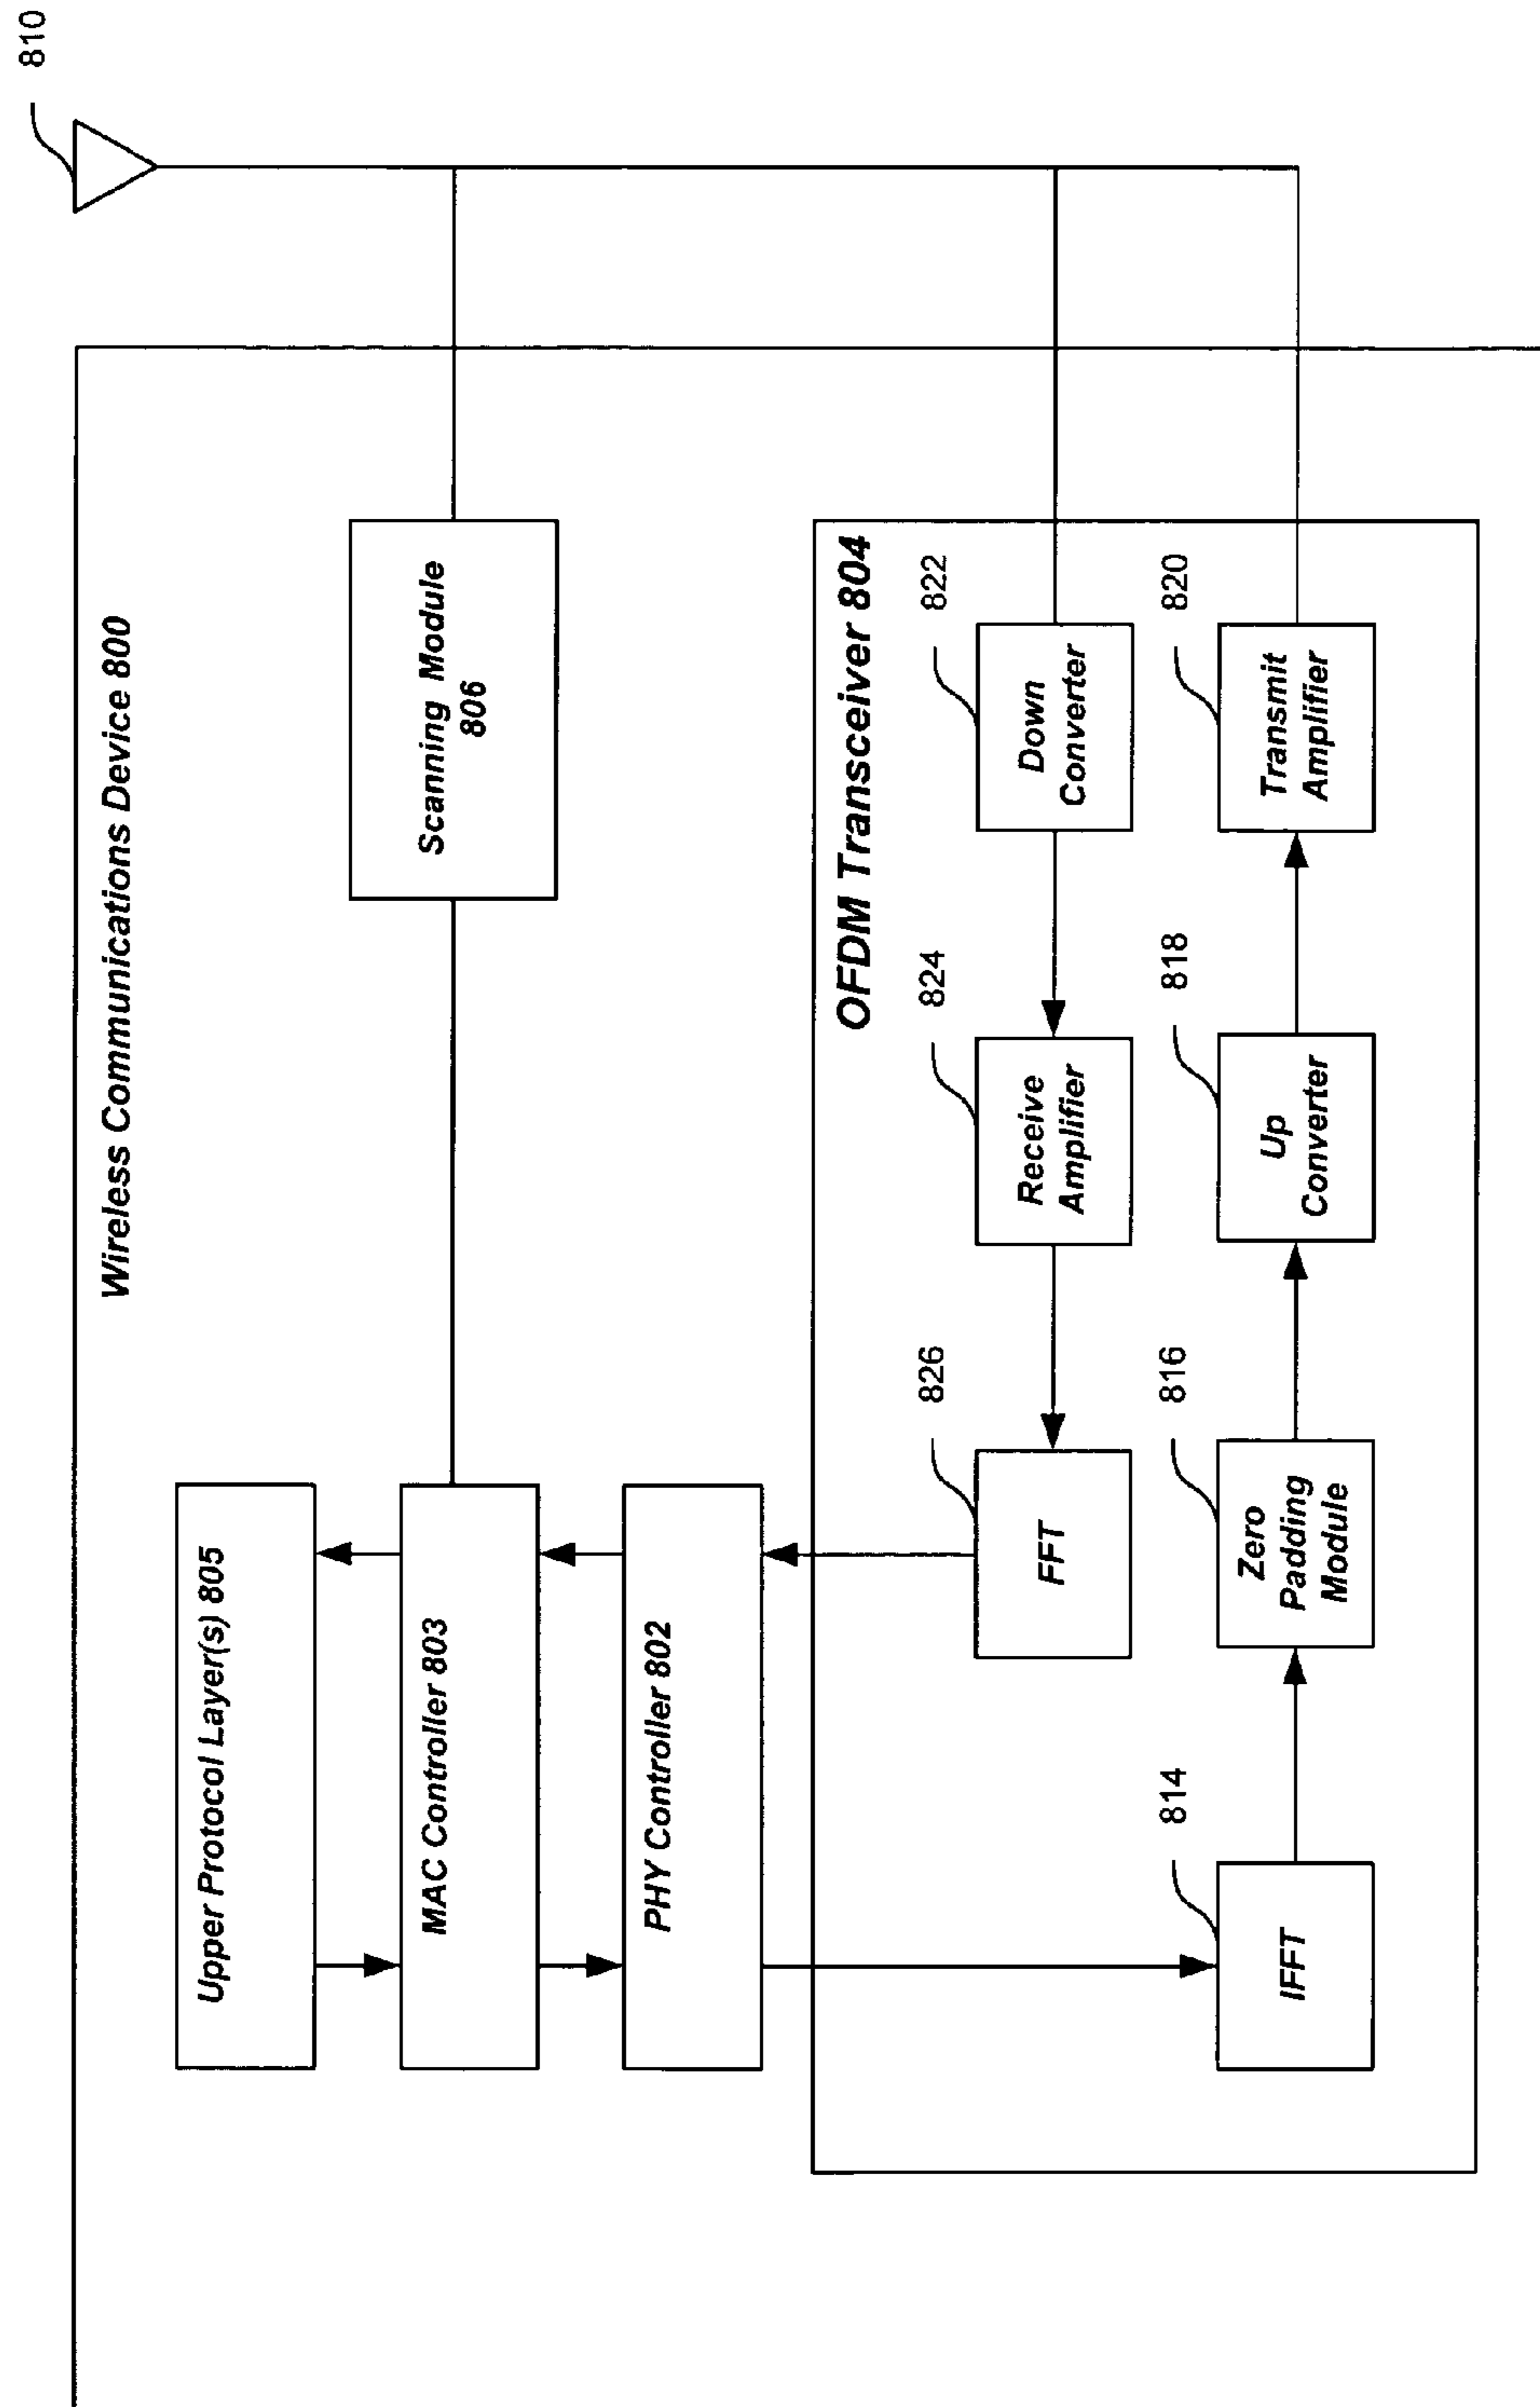 810
Wireless Communications Device 800
Upper Protocol Layer(s) 805
MAC Controller 803
Scanning Module
806
PHY Controller 802
OFDM Transceiver 804
826
824
822
FFT
Receive
Amplifier
Down
Converter
814
816
818
820
IFFT
Zero
Padding
Module
Up
Converter
Transmit
Amplifier